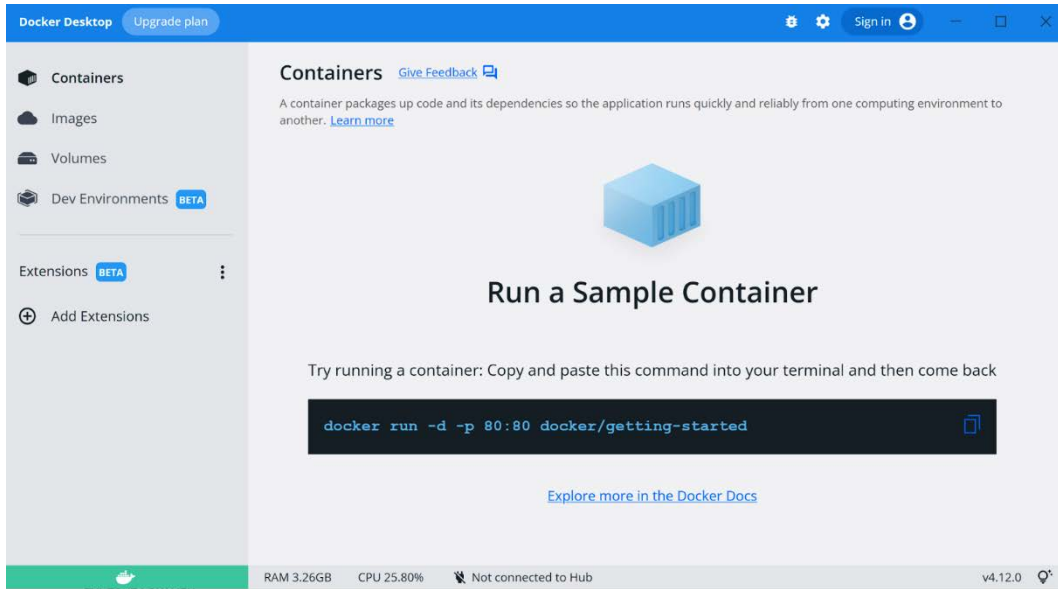 Docker Desktop Upgrade plan Sign in
Containers
Images
Volumes
Dev Environments BETA
Extensions BETA
Add Extensions
Containers Give Feedback
A container packages up code and its dependencies so the application runs quickly and reliably from one computing environment to
another. Learn more
Run a Sample Container
Try running a container: Copy and paste this command into your terminal and then come back
docker run -d -p 80:80 docker/getting-started
Explore more in the Docker Docs
RAM 3.26GB CPU 25.80% Not connected to Hub v4.12.0